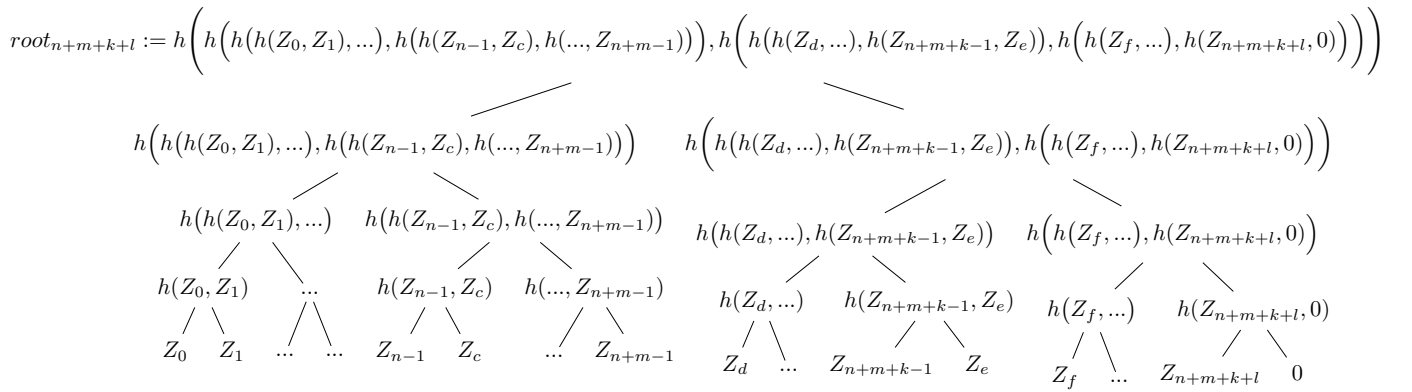 root_{n+m+k+l} := h(h(h(h(Z_0, Z_1), ...), h(h(Z_{n-1}, Z_c), h(..., Z_{n+m-1}))), h(h(h(Z_d, ...), h(Z_{n+m+k-1}, Z_e)), h(h(Z_f, ...), h(Z_{n+m+k+l}, 0))))
h(h(h(Z_0, Z_1), ...), h(h(Z_{n-1}, Z_c), h(..., Z_{n+m-1}))) h(h(h(Z_d, ...), h(Z_{n+m+k-1}, Z_e)), h(h(Z_f, ...), h(Z_{n+m+k+l}, 0)))
h(h(Z_0, Z_1), ...) h(h(Z_{n-1}, Z_c), h(..., Z_{n+m-1})) h(h(Z_d, ...), h(Z_{n+m+k-1}, Z_e)) h(h(Z_f, ...), h(Z_{n+m+k+l}, 0))
h(Z_0, Z_1) ... h(Z_{n-1}, Z_c) h(..., Z_{n+m-1}) h(Z_d, ...) h(Z_{n+m+k-1}, Z_e) h(Z_f, ...) h(Z_{n+m+k+l}, 0)
Z_0 Z_1 ... ... Z_{n-1} Z_c ... Z_{n+m-1} Z_d ... Z_{n+m+k-1} Z_e Z_f ... Z_{n+m+k+l} 0